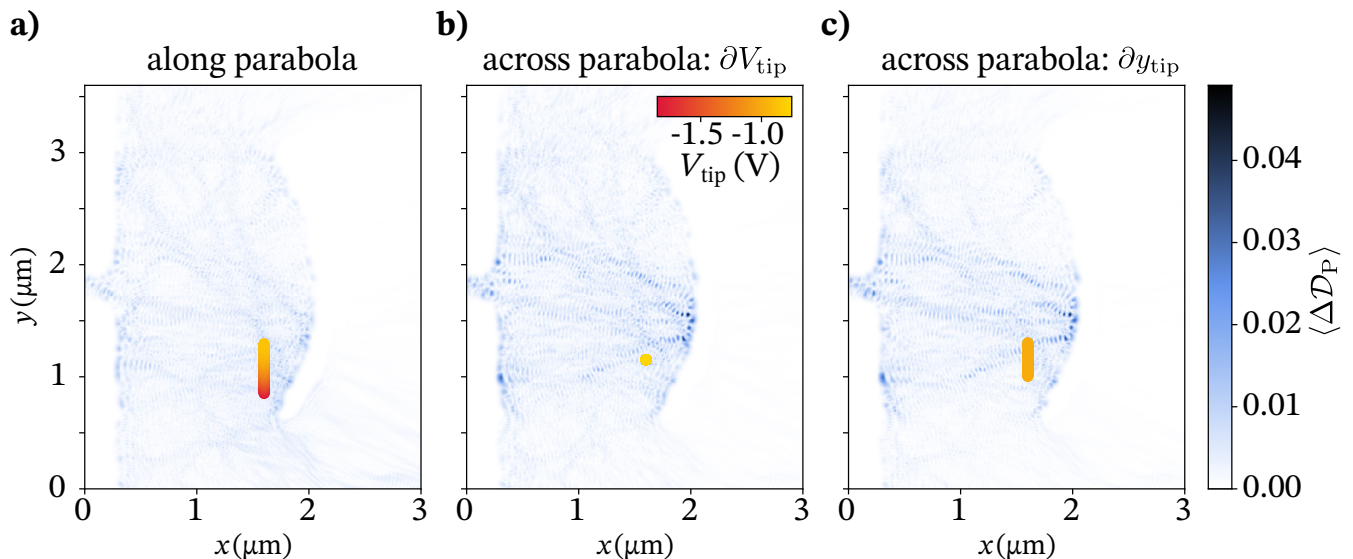 a)
along parabola
b)
across parabola: ∂V_tip
c)
across parabola: ∂y_tip
y(µm)
3
2
1
0
0 1 2 3
x(µm)
-1.5 -1.0
V_tip (V)
0 1 2 3
x(µm)
0 1 2 3
x(µm)
0.04
0.03
0.02
0.01
0.00
⟨Δ𝒟_P⟩